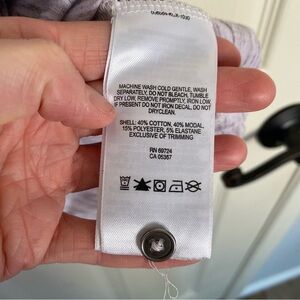 MACHINE WASH COLD GENTLE, WASH
SEPARATELY, DO NOT BLEACH, TUMBLE
DRY LOW, REMOVE PROMPTLY, IRON LOW,
IF PRESENT DO NOT IRON DECAL, DO NOT
DRYCLEAN.
SHELL: 40% COTTON, 40% MODAL,
15% POLYESTER, 5% ELASTANE
EXCLUSIVE OF TRIMMING
RN 69724
CA 05367